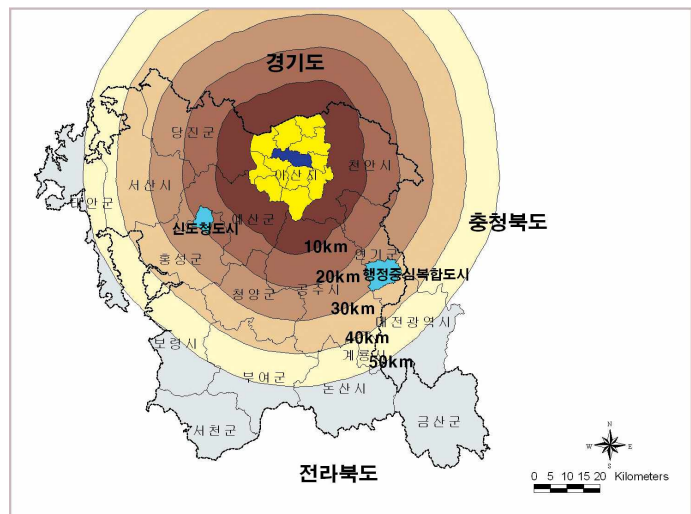 경기도
당진군
천안시
아산시
서산시
태안군
예산군
신도청도시
충청북도
10km
연기군
홍성군
20km
행정중심복합도시
청양군
공주시
30km
대전광역시
보령시
40km
계룡시
50km
부여군
논산시
서천군
금산군
전라북도
N
W E
S
0 5 10 15 20 Kilometers